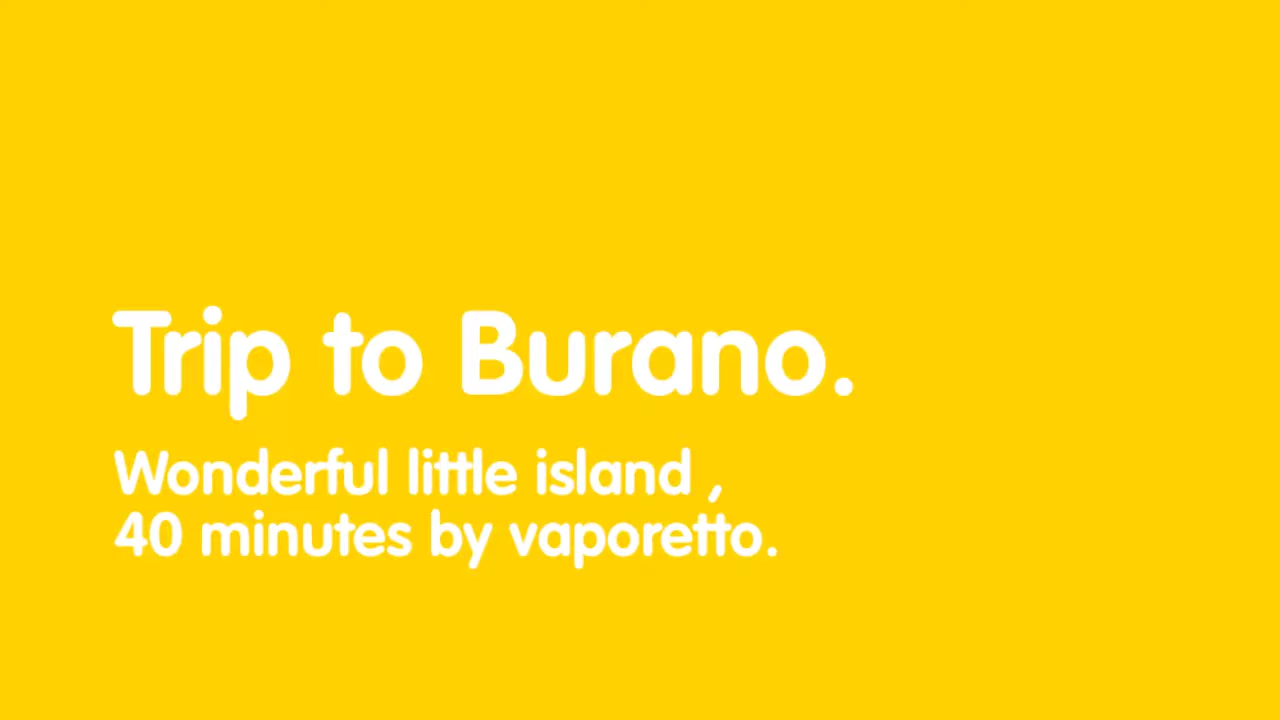 Trip to Burano.
Wonderful little island ,
40 minutes by vaporetto.